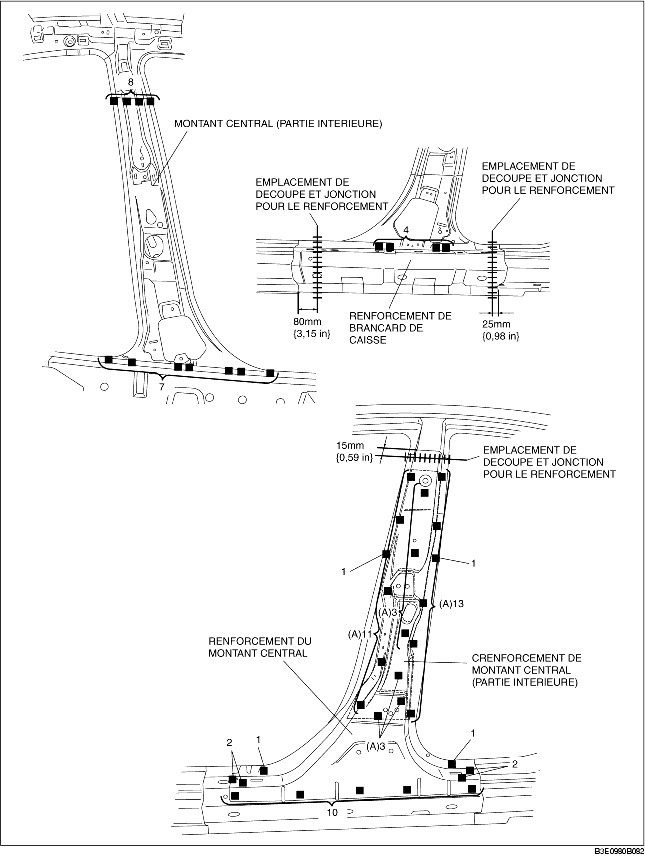 8
MONTANT CENTRAL (PARTIE INTERIEURE)
7
EMPLACEMENT DE
DECOUPE ET JONCTION
POUR LE RENFORCEMENT
EMPLACEMENT DE
DECOUPE ET JONCTION
POUR LE RENFORCEMENT
4
80mm
{3,15 in}
RENFORCEMENT DE
BRANCARD DE
CAISSE
25mm
{0,98 in}
15mm
{0,59 in}
EMPLACEMENT DE
DECOUPE ET JONCTION
POUR LE RENFORCEMENT
1
1
(A)3
(A)13
(A)11
RENFORCEMENT DU
MONTANT CENTRAL
CRENFORCEMENT DE
MONTANT CENTRAL
(PARTIE INTERIEURE)
(A)3
2
1
1
2
10
B3E0980B082